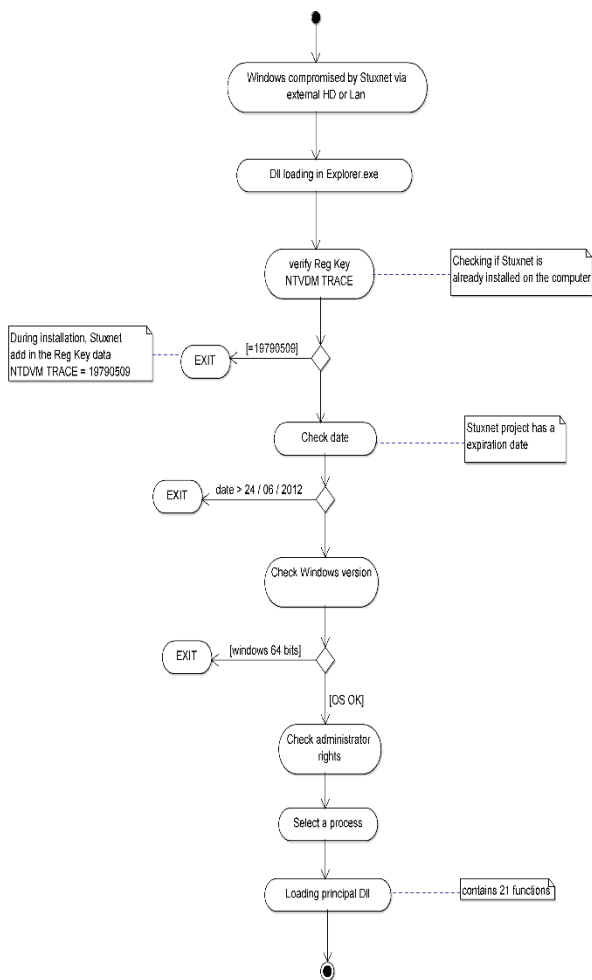 Windows compromised by Stuxnet via
external HD or Lan
Dll loading in Explorer.exe
verify Reg Key
NTVDM TRACE
Checking if Stuxnet is
already installed on the computer
During installation, Stuxnet
add in the Reg Key data
NTDVM TRACE = 19790509
EXIT
[=19790509]
Check date
Stuxnet project has a
expiration date
EXIT
date > 24 / 06 / 2012
Check Windows version
EXIT
[windows 64 bits]
[OS OK]
Check administrator
rights
Select a process
Loading principal Dll
contains 21 functions